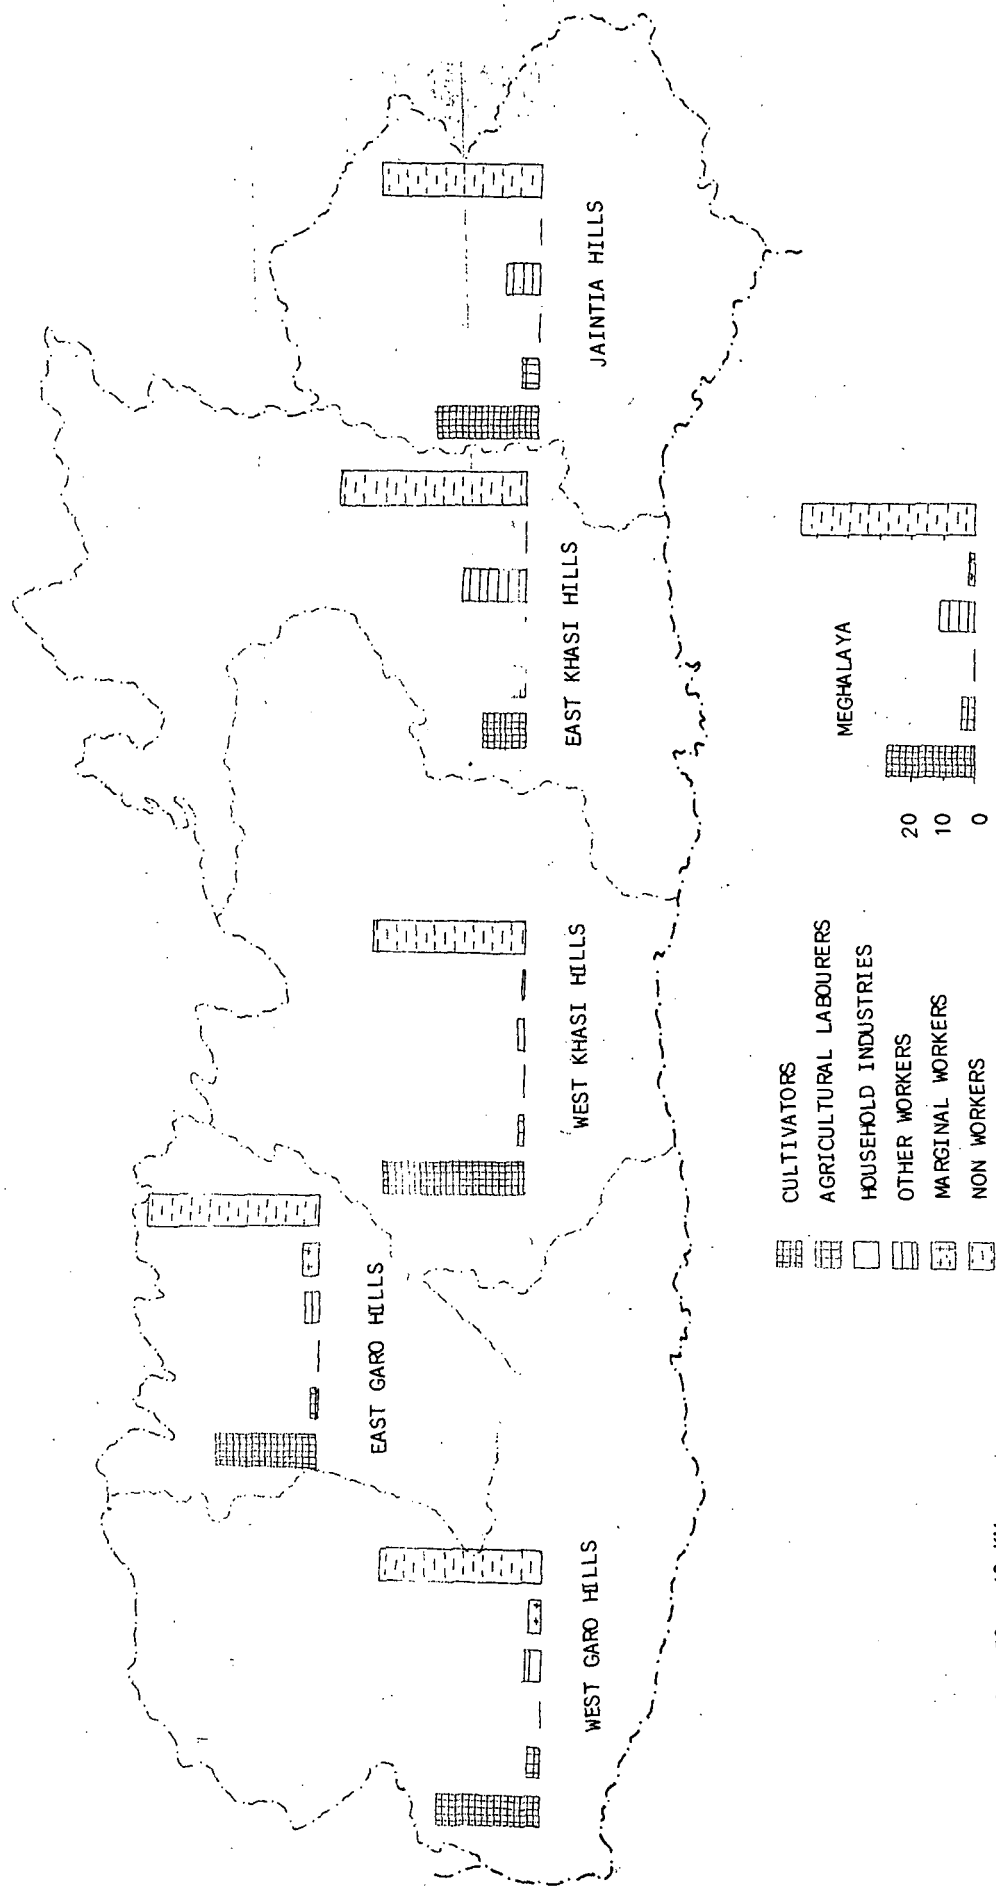 EAST GARO HILLS
WEST GARO HILLS
WEST KHASI HILLS
EAST KHASI HILLS
JAINTIA HILLS
MEGHALAYA
20
10
0
CULTIVATORS
AGRICULTURAL LABOURERS
HOUSEHOLD INDUSTRIES
OTHER WORKERS
MARGINAL WORKERS
NON WORKERS